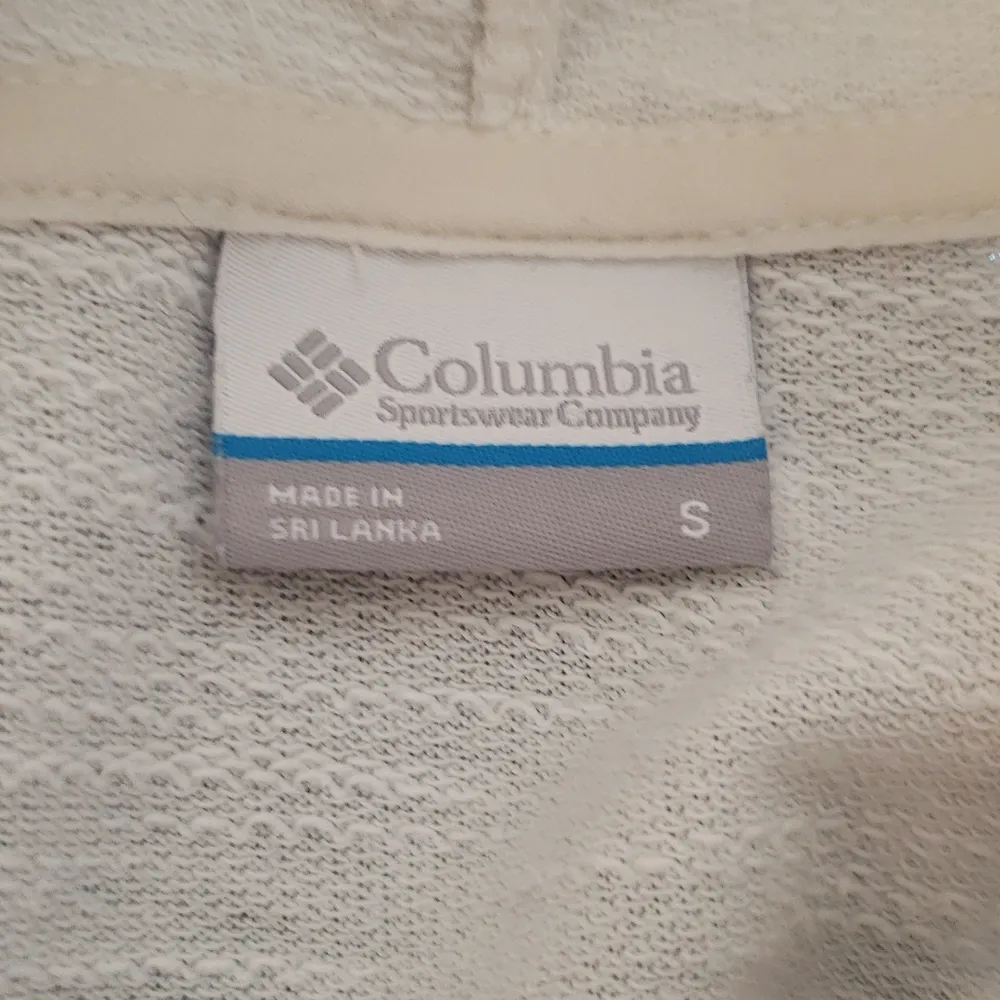 Columbia
Sportswear Company
MADE IN
SRI LANKA
S